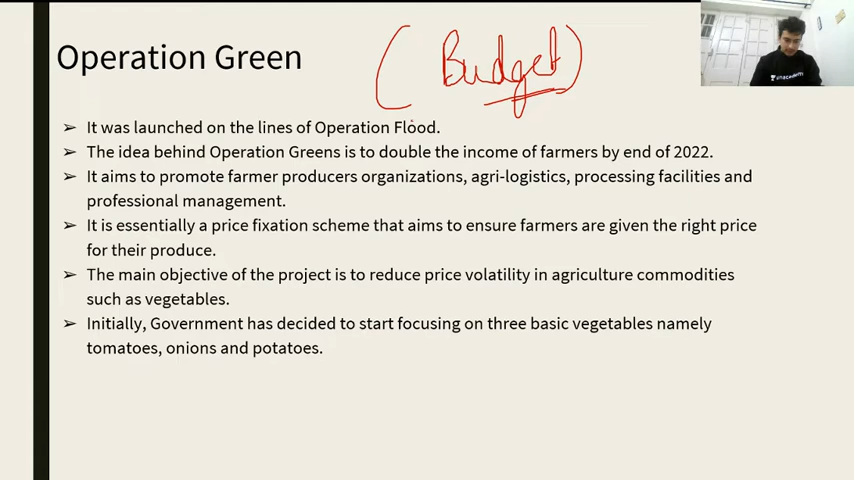 Operation Green
( Budget )
unacademy
➢ It was launched on the lines of Operation Flood.
➢ The idea behind Operation Greens is to double the income of farmers by end of 2022.
➢ It aims to promote farmer producers organizations, agri-logistics, processing facilities and
professional management.
➢ It is essentially a price fixation scheme that aims to ensure farmers are given the right price
for their produce.
➢ The main objective of the project is to reduce price volatility in agriculture commodities
such as vegetables.
➢ Initially, Government has decided to start focusing on three basic vegetables namely
tomatoes, onions and potatoes.